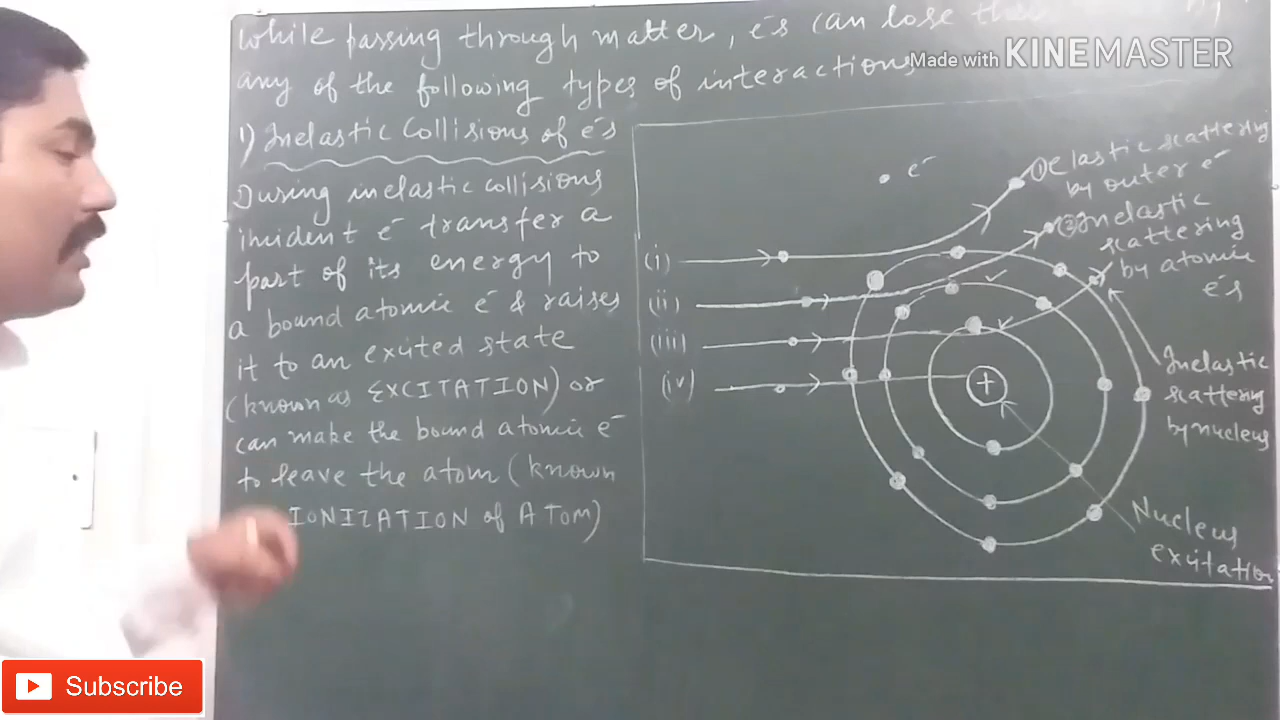 while passing through matter, e⁻s can lose
any of the following types of interactions
Made with KINEMASTER
1) Inelastic Collisions of e⁻s
During inelastic collisions
incident e⁻ transfer a
part of its energy to
a bound atomic e⁻ & raises
it to an excited state
(known as EXCITATION) or
can make the bound atomic e⁻
to leave the atom (known
IONIZATION of ATOM)
e⁻
(i)
(ii)
(iii)
(iv)
+
① Elastic scattering
by outer e⁻
② Inelastic
scattering
by atomic
e⁻s
Inelastic
scattering
by nucleus
Nucleus
excitation
Subscribe